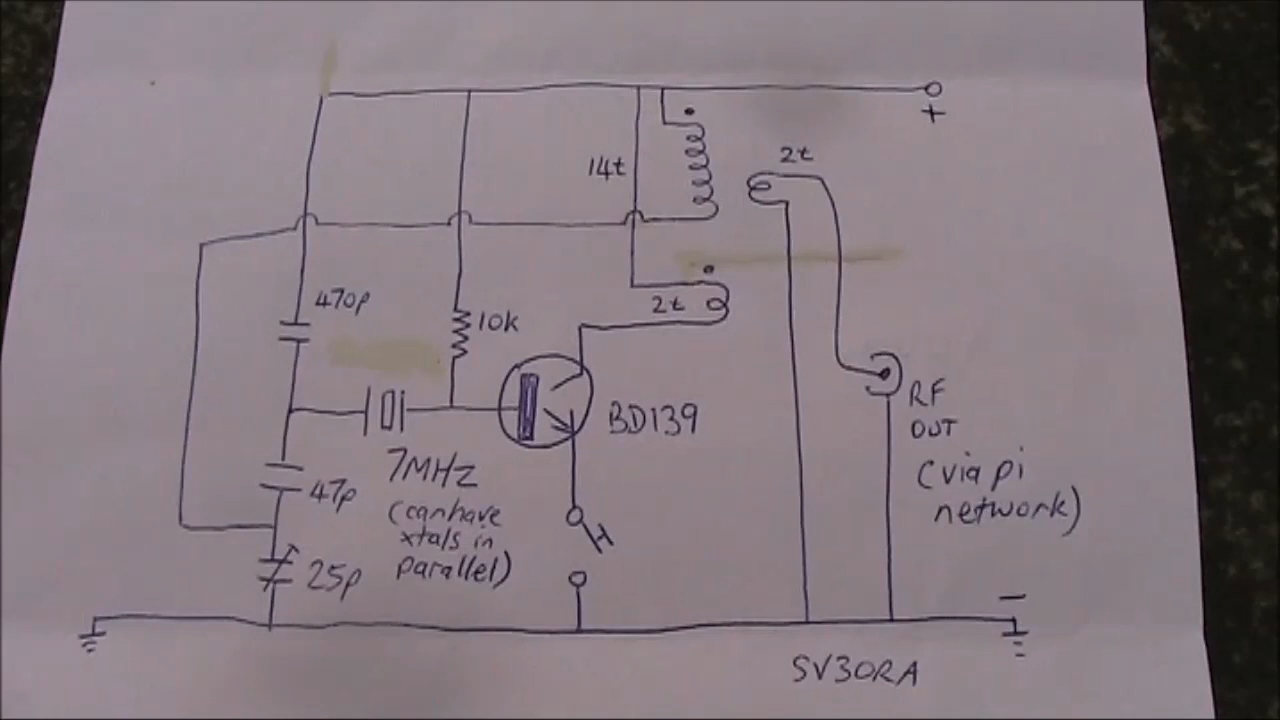 +
14t
2t
470p
10k
2t
BD139
RF
OUT
(via pi
network)
7MHZ
(can have
xtals in
parallel)
47p
25p
−
SV3ORA